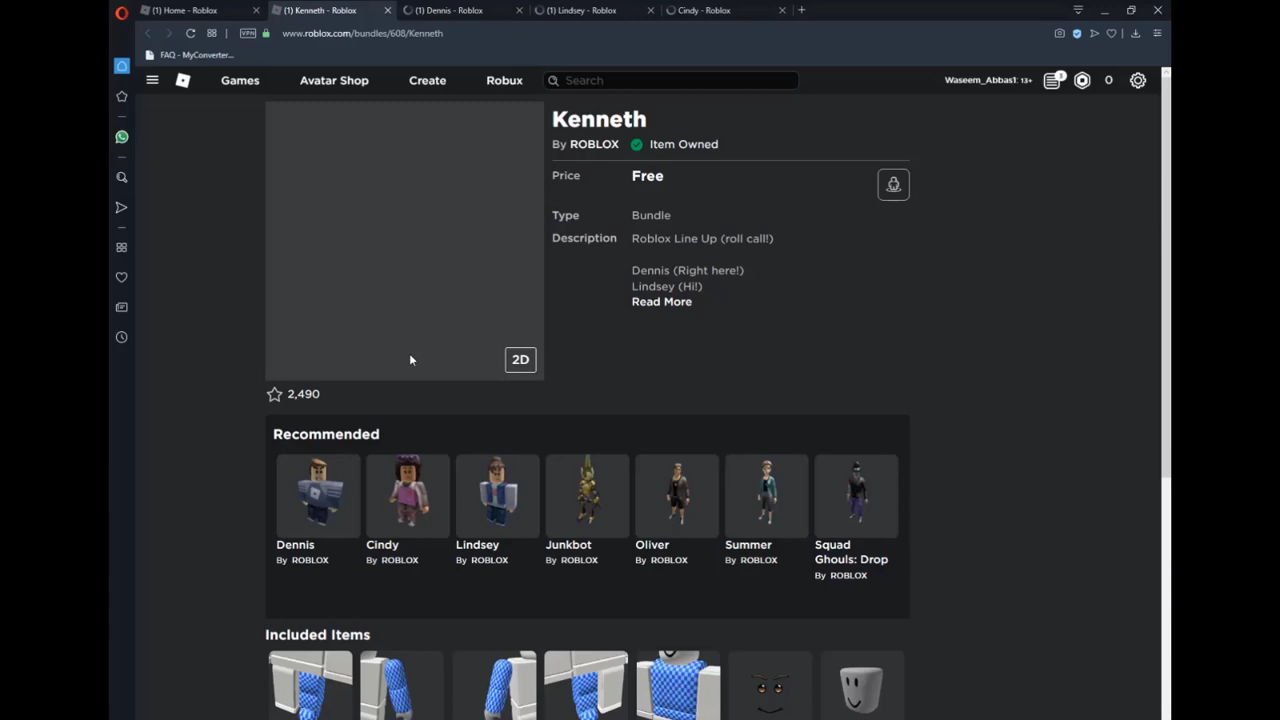 (1) Home - Roblox
(1) Kenneth - Roblox
(1) Dennis - Roblox
(1) Lindsey - Roblox
Cindy - Roblox
VPN
www.roblox.com/bundles/608/Kenneth
FAQ - MyConverter...
Games
Avatar Shop
Create
Robux
Search
Waseem_Abbas1: 13+
0
Kenneth
By ROBLOX
Item Owned
Price
Free
Type
Bundle
Description
Roblox Line Up (roll call!)
Dennis (Right here!)
Lindsey (Hi!)
Read More
2D
2,490
Recommended
Dennis
By ROBLOX
Cindy
By ROBLOX
Lindsey
By ROBLOX
Junkbot
By ROBLOX
Oliver
By ROBLOX
Summer
By ROBLOX
Squad
Ghouls: Drop
By ROBLOX
Included Items